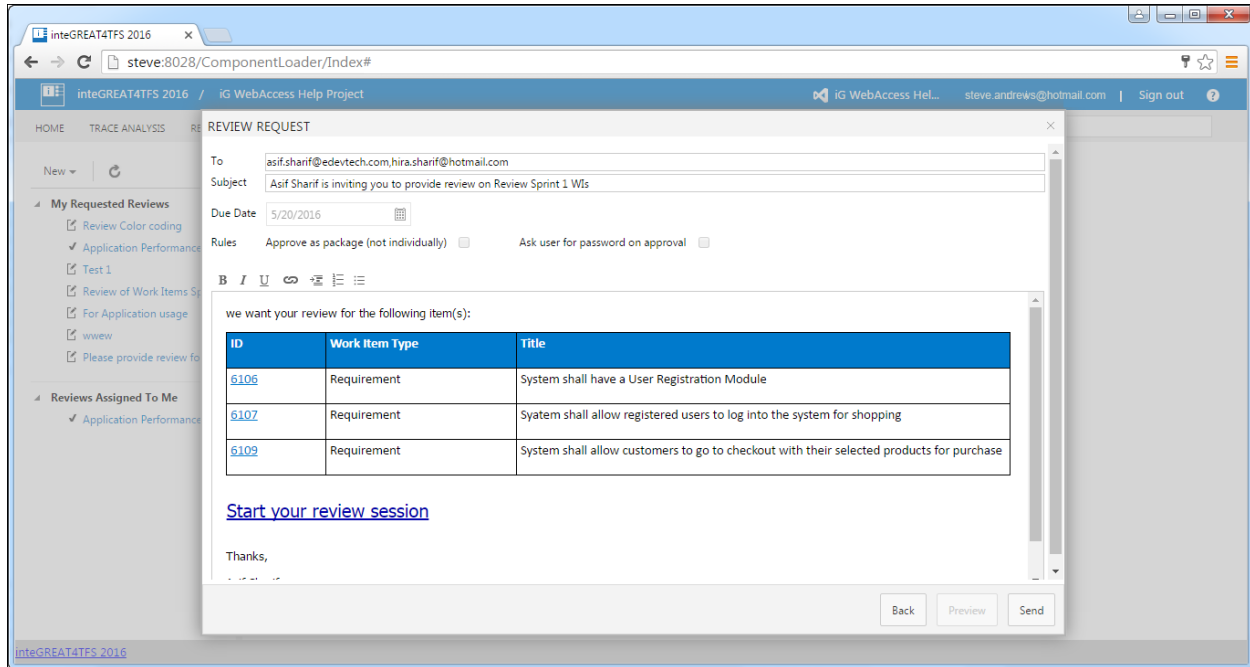 inteGREAT4TFS 2016
steve:8028/ComponentLoader/Index#
inteGREAT4TFS 2016 / iG WebAccess Help Project
iG WebAccess Hel... steve.andrews@hotmail.com | Sign out
HOME TRACE ANALYSIS RE
REVIEW REQUEST
New
My Requested Reviews
Review Color coding
Application Performance
Test 1
Review of Work Items Sp
For Application usage
wwew
Please provide review fo
Reviews Assigned To Me
Application Performance
To asif.sharif@edevtech.com,hira.sharif@hotmail.com
Subject Asif Sharif is inviting you to provide review on Review Sprint 1 WIs
Due Date 5/20/2016
Rules Approve as package (not individually) Ask user for password on approval
B I U
we want your review for the following item(s):
ID Work Item Type Title
6106 Requirement System shall have a User Registration Module
6107 Requirement Syatem shall allow registered users to log into the system for shopping
6109 Requirement System shall allow customers to go to checkout with their selected products for purchase
Start your review session
Thanks,
Back Preview Send
inteGREAT4TFS 2016